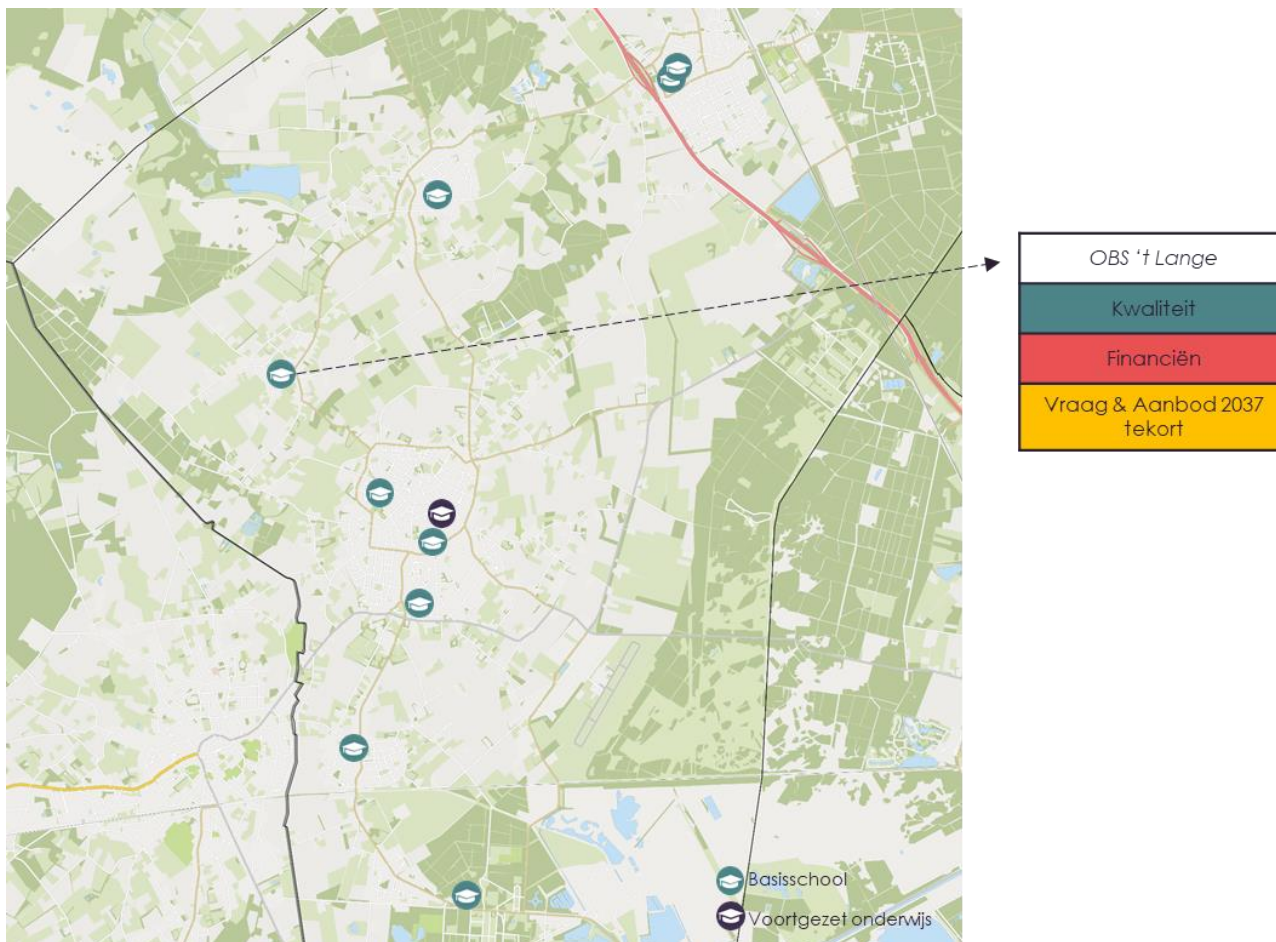 OBS ‘t Lange
Kwaliteit
Financiën
Vraag & Aanbod 2037
tekort
Basisschool
Voortgezet onderwijs